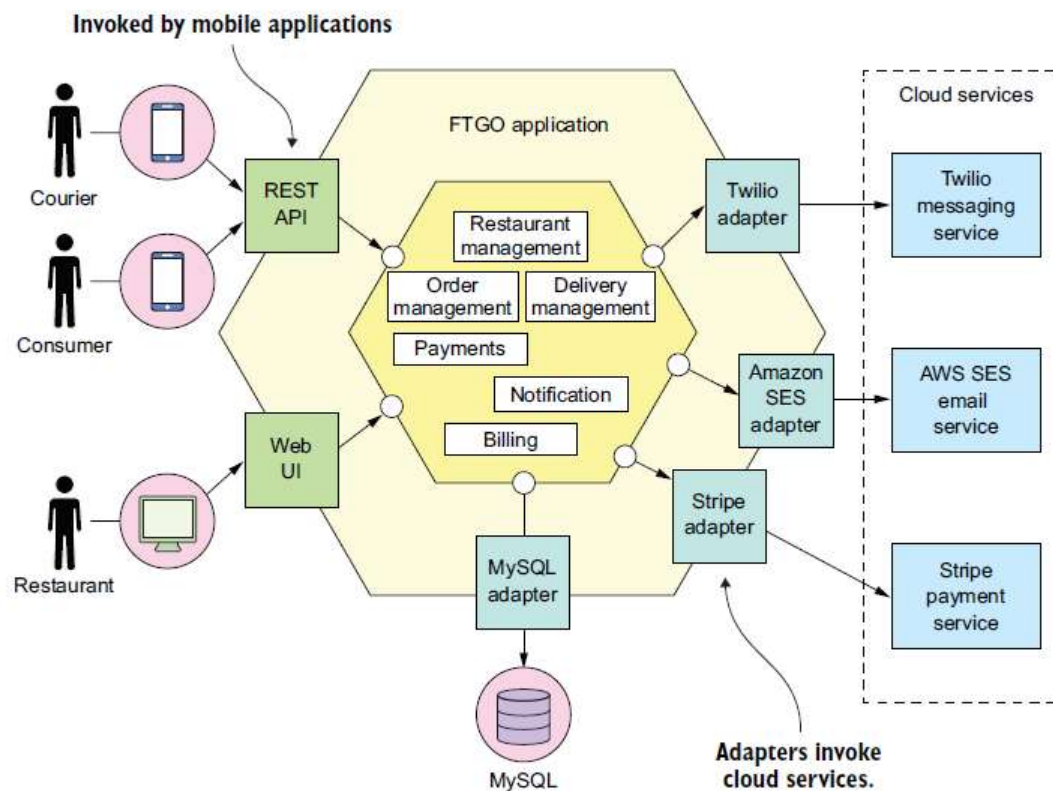 Invoked by mobile applications
Courier
Consumer
Restaurant
REST
API
Web
UI
FTGO application
Restaurant
management
Order
management
Delivery
management
Payments
Notification
Billing
MySQL
adapter
MySQL
Twilio
adapter
Amazon
SES
adapter
Stripe
adapter
Adapters invoke
cloud services.
Cloud services
Twilio
messaging
service
AWS SES
email
service
Stripe
payment
service